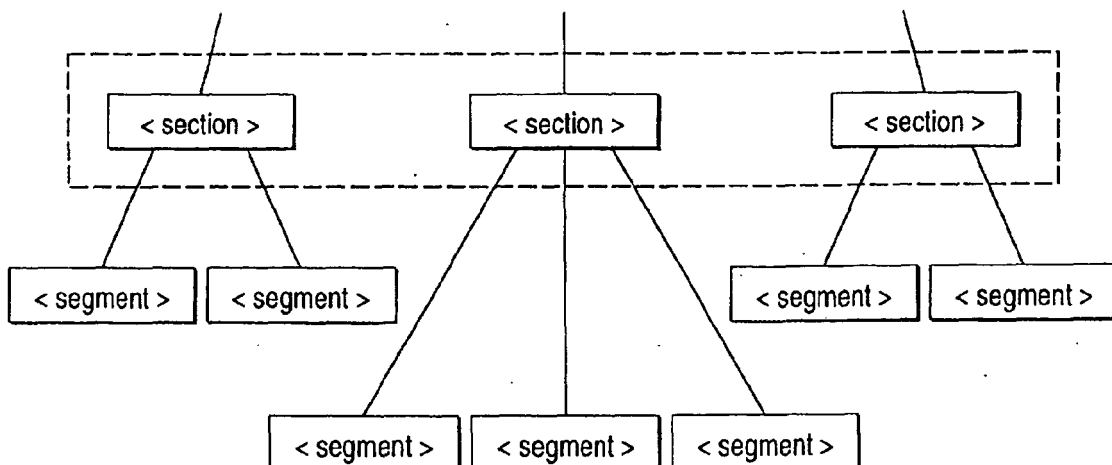 < section > < section > < section >
< segment > < segment > < segment > < segment >
< segment > < segment > < segment >